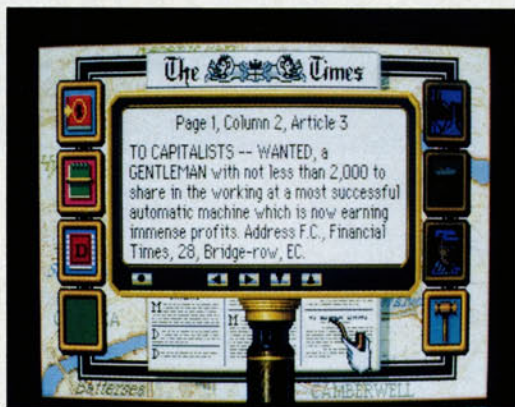 The Times
Page 1, Column 2, Article 3
TO CAPITALISTS -- WANTED, a
GENTLEMAN with not less than 2,000 to
share in the working at a most successful
automatic machine which is now earning
immense profits. Address F.C., Financial
Times, 28, Bridge-row, EC.
D
M
M
D
D
Battersea
CAMBERWELL